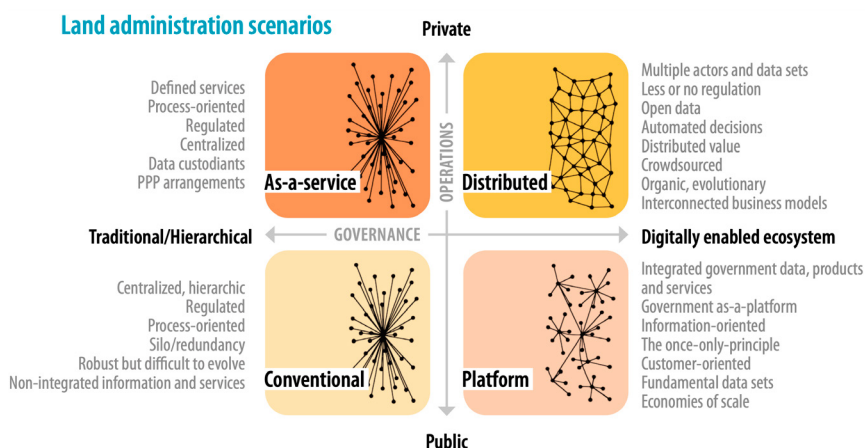 Land administration scenarios
Private
Defined services
Process-oriented
Regulated
Centralized
Data custodiants
PPP arrangements
As-a-service
OPERATIONS
Distributed
Multiple actors and data sets
Less or no regulation
Open data
Automated decisions
Distributed value
Crowdsourced
Organic, evolutionary
Interconnected business models
Traditional/Hierarchical
GOVERNANCE
Digitally enabled ecosystem
Centralized, hierarchic
Regulated
Process-oriented
Silo/redundancy
Robust but difficult to evolve
Non-integrated information and services
Conventional
Platform
Integrated government data, products
and services
Government as-a-platform
Information-oriented
The once-only-principle
Customer-oriented
Fundamental data sets
Economies of scale
Public